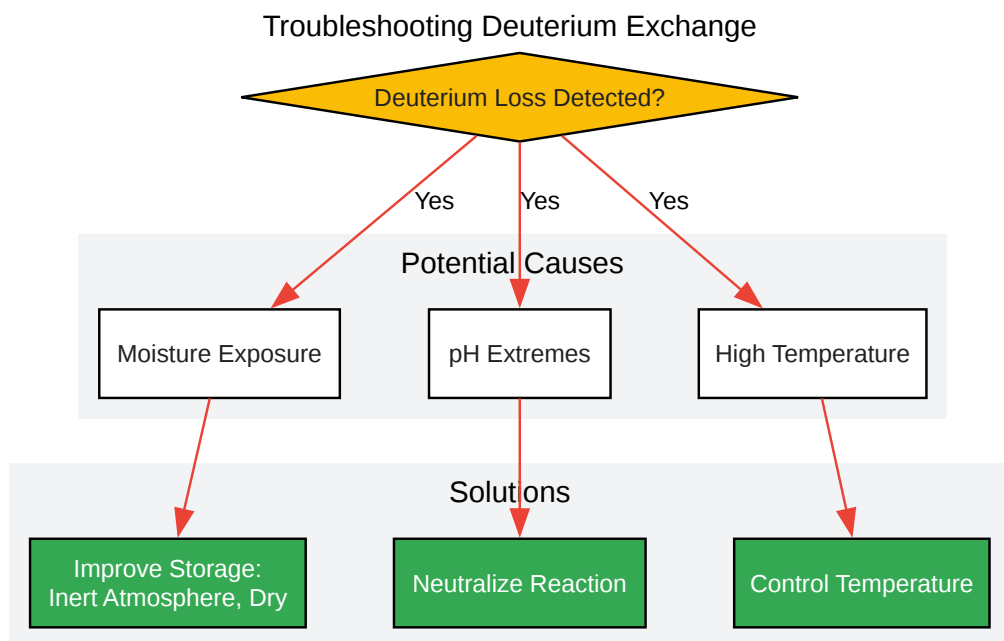 Troubleshooting Deuterium Exchange
Deuterium Loss Detected?
Yes
Yes
Yes
Potential Causes
Moisture Exposure
pH Extremes
High Temperature
Solutions
Improve Storage:
Inert Atmosphere, Dry
Neutralize Reaction
Control Temperature